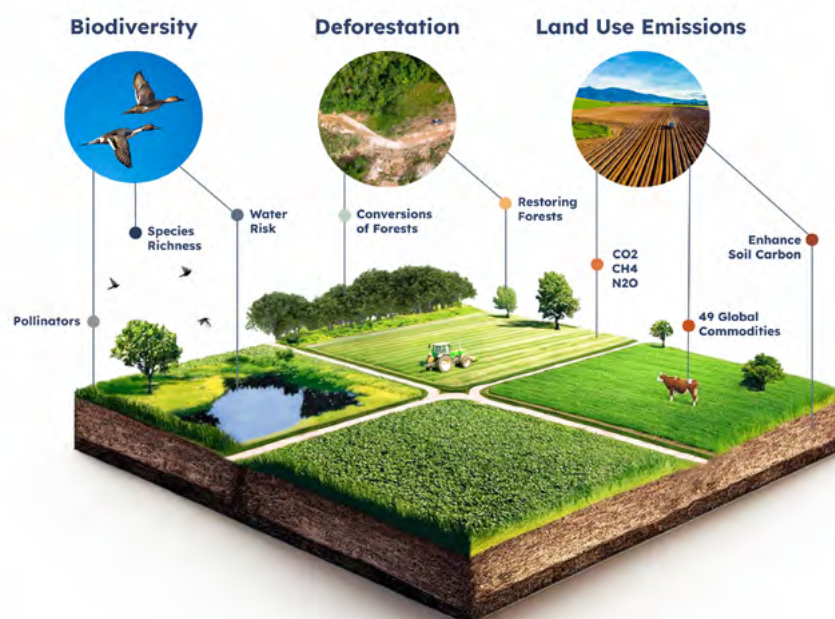 Biodiversity
Deforestation
Land Use Emissions
Species
Richness
Water
Risk
Conversions
of Forests
Restoring
Forests
Enhance
Soil Carbon
CO2
CH4
N2O
Pollinators
49 Global
Commodities